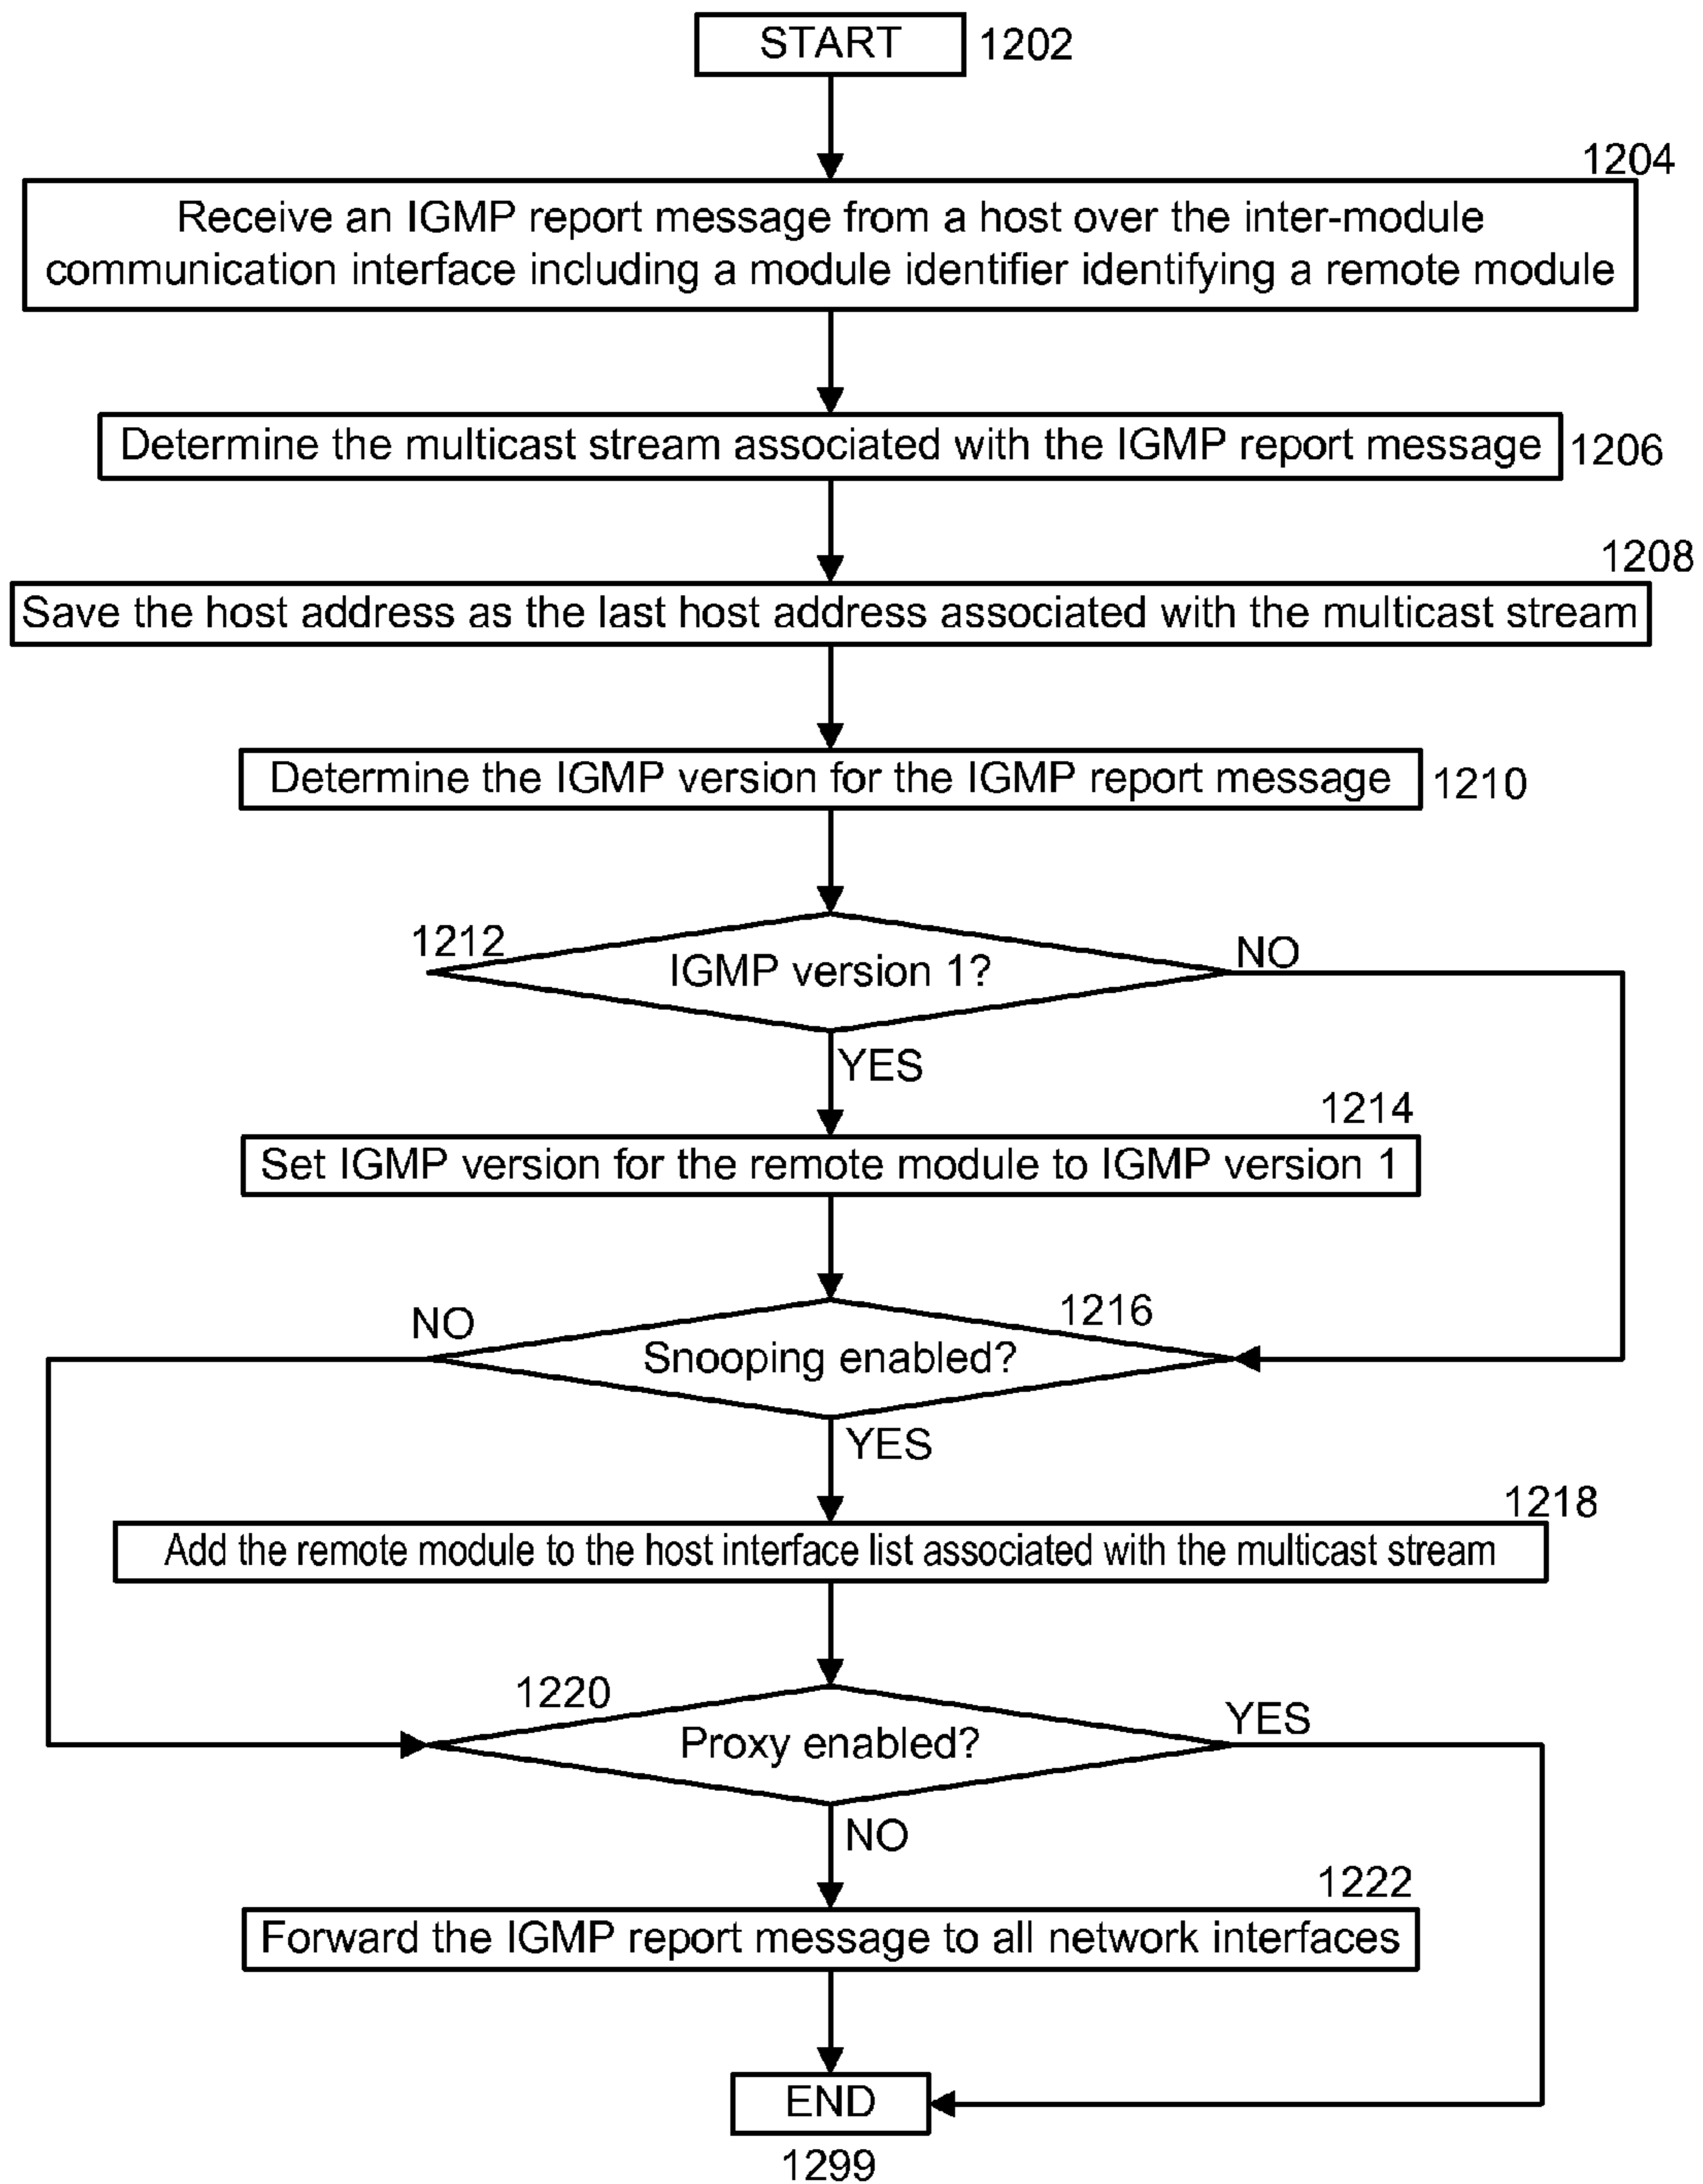 START
1202
1204
Receive an IGMP report message from a host over the inter-module
communication interface including a module identifier identifying a remote module
Determine the multicast stream associated with the IGMP report message
1206
1208
Save the host address as the last host address associated with the multicast stream
Determine the IGMP version for the IGMP report message
1210
1212
IGMP version 1?
NO
YES
1214
Set IGMP version for the remote module to IGMP version 1
NO
1216
Snooping enabled?
YES
1218
Add the remote module to the host interface list associated with the multicast stream
1220
Proxy enabled?
YES
NO
1222
Forward the IGMP report message to all network interfaces
END
1299